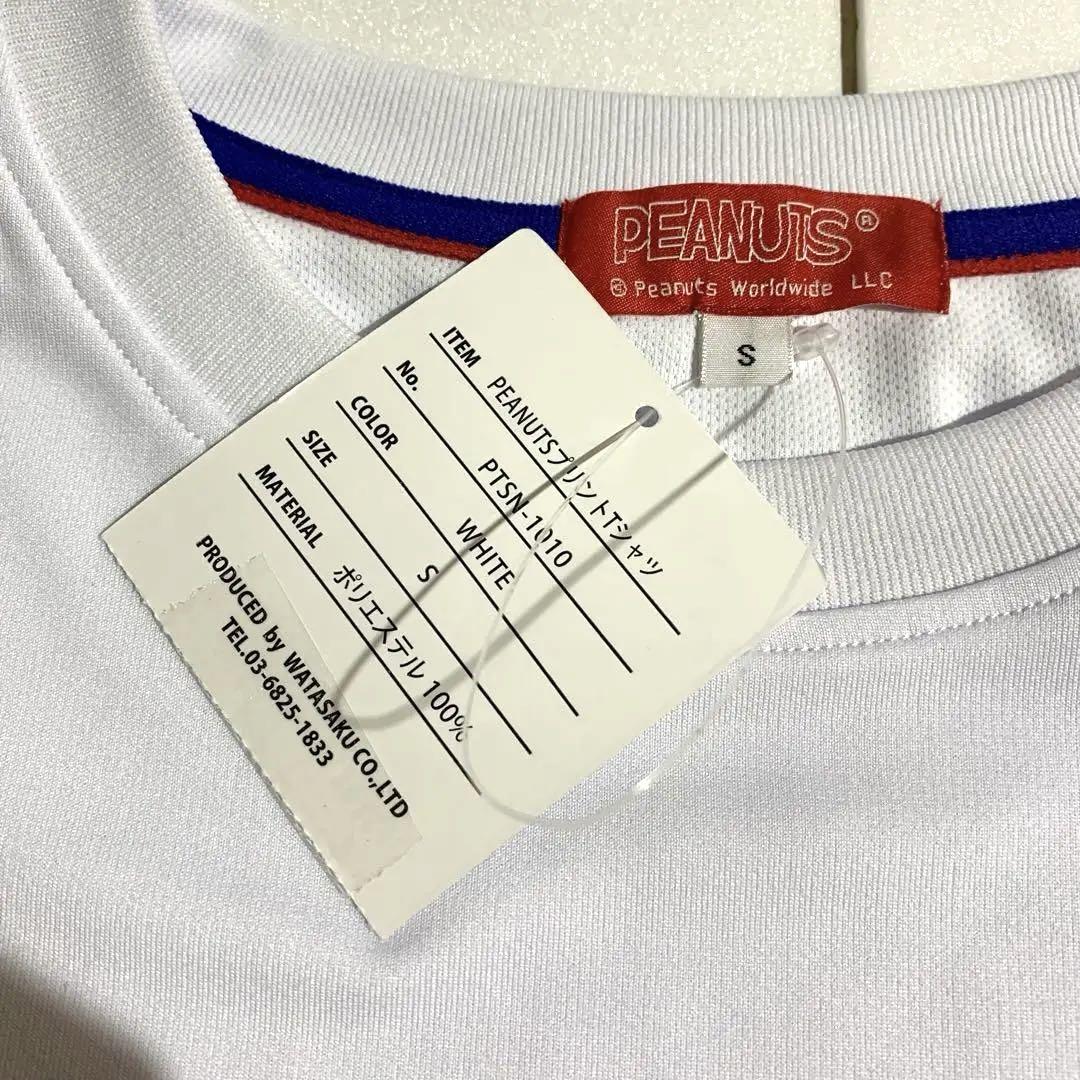 PEANUTS®
© Peanuts Worldwide LLC
S
ITEM PEANUTSプリントTシャツ
No. PTSN-1010
COLOR WHITE
SIZE S
MATERIAL ポリエステル 100%
PRODUCED by WATASAKU CO.,LTD
TEL.03-6825-1833